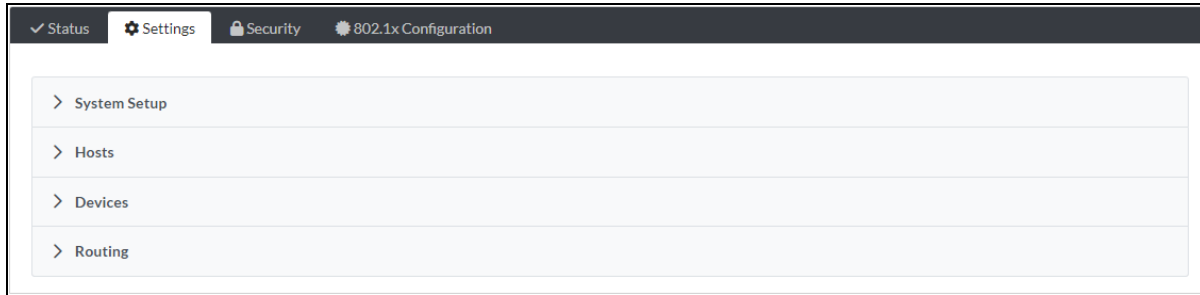 Status Settings Security 802.1x Configuration
System Setup
Hosts
Devices
Routing